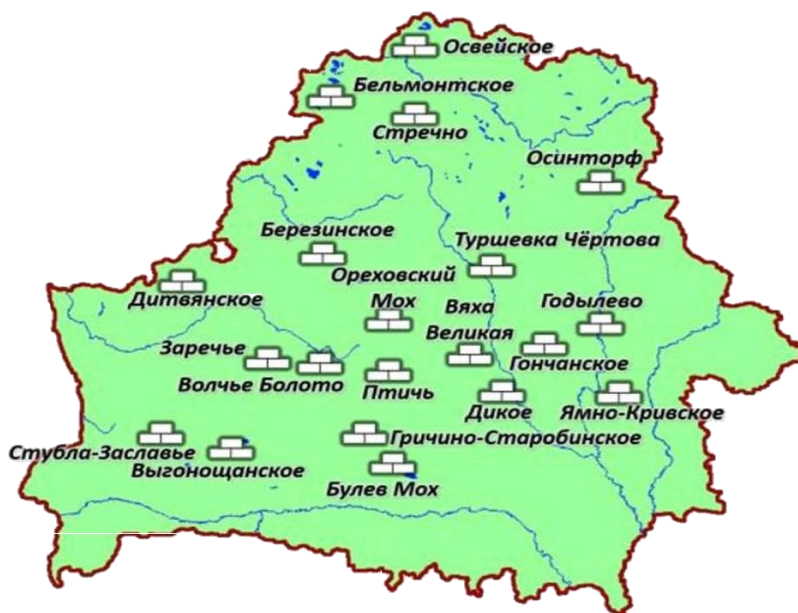 Освейское
Бельмонтское
Стречно
Осинторф
Березинское
Туршевка Чёртова
Ореховский
Мох
Дитвянское
Вяха
Великая
Годылево
Заречье
Волчье Болото
Гончанское
Птичь
Дикое
Ямно-Кривское
Стубла-Заславье
Выгонощанское
Гричино-Старобинское
Булев Мох